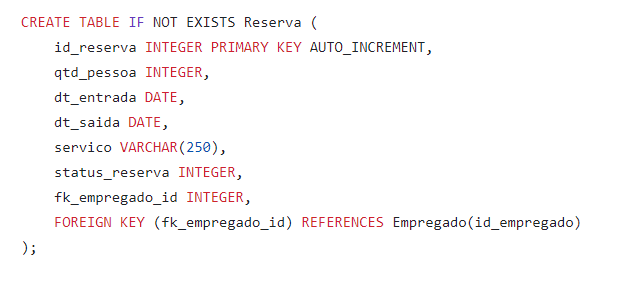 CREATE TABLE IF NOT EXISTS Reserva (
    id_reserva INTEGER PRIMARY KEY AUTO_INCREMENT,
    qtd_pessoa INTEGER,
    dt_entrada DATE,
    dt_saida DATE,
    servico VARCHAR(250),
    status_reserva INTEGER,
    fk_empregado_id INTEGER,
    FOREIGN KEY (fk_empregado_id) REFERENCES Empregado(id_empregado)
);